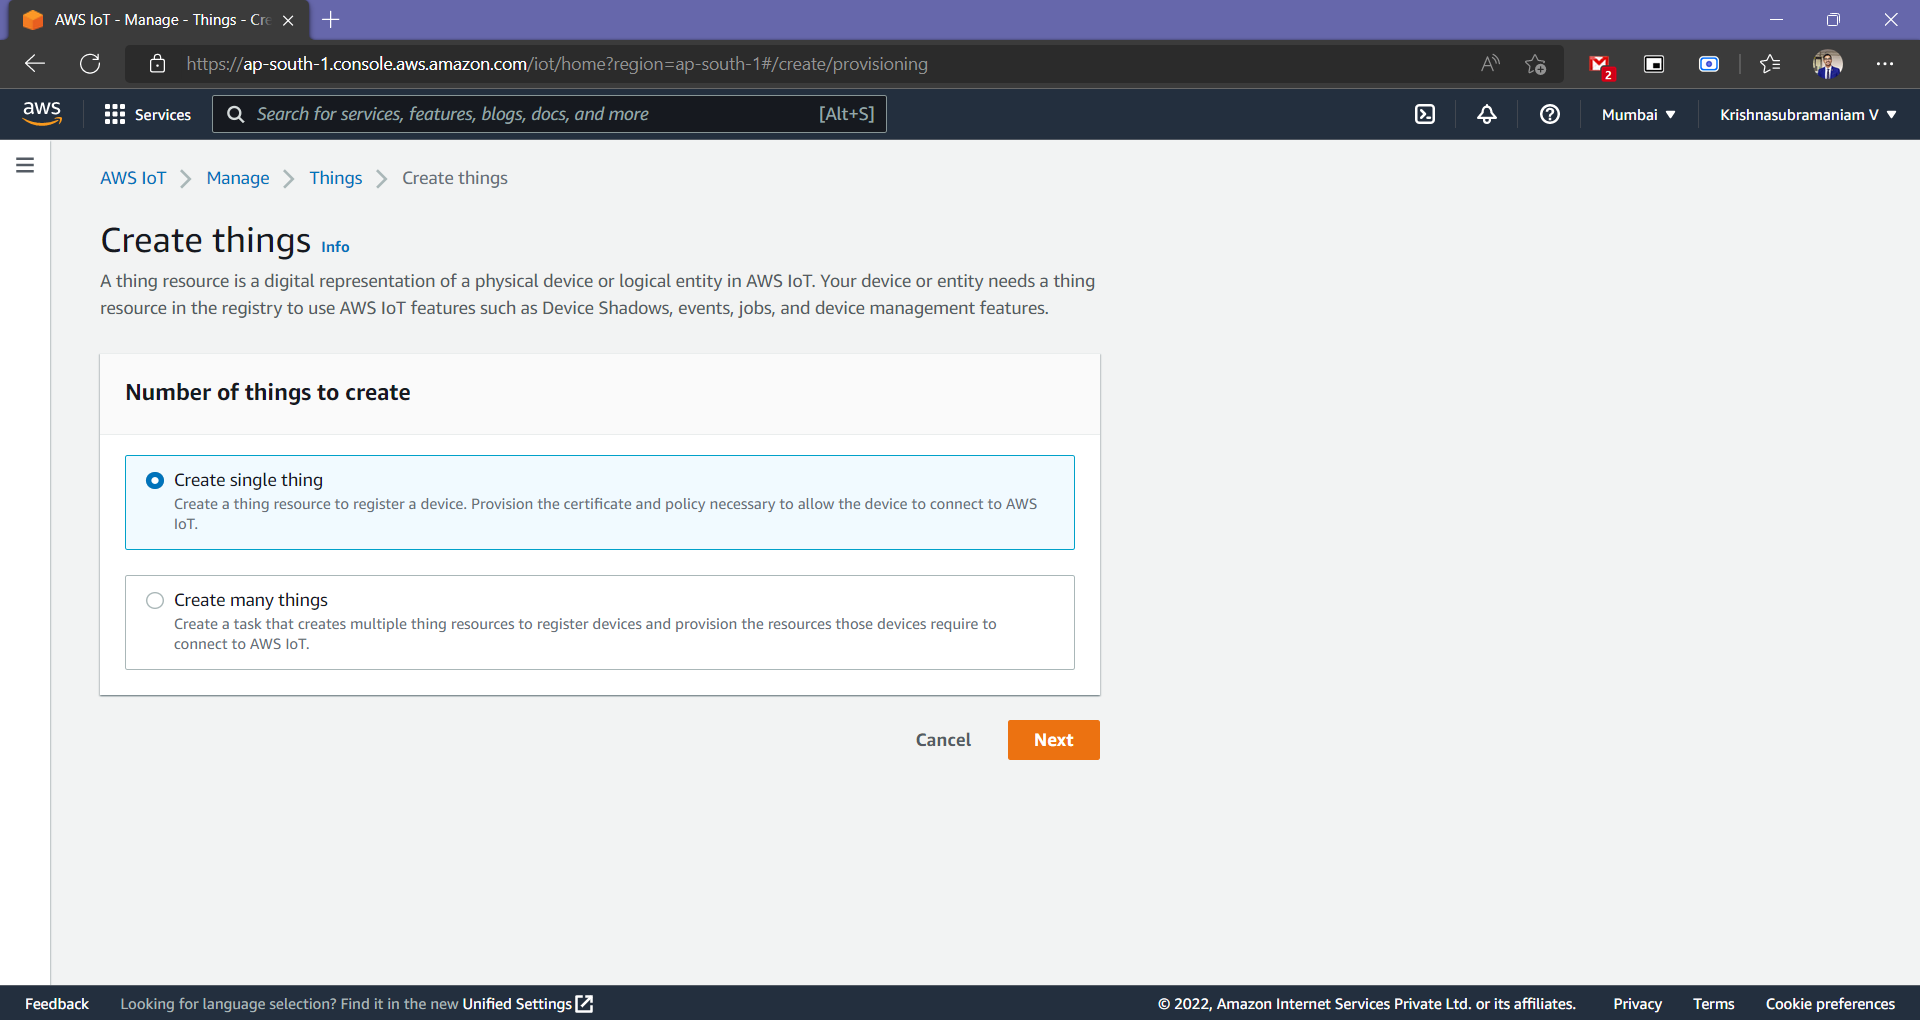 AWS IoT - Manage - Things - Cre
https://ap-south-1.console.aws.amazon.com/iot/home?region=ap-south-1#/create/provisioning
2
aws
Services
Search for services, features, blogs, docs, and more
[Alt+S]
Mumbai
Krishnasubramaniam V
AWS IoT
Manage
Things
Create things
Create things Info
A thing resource is a digital representation of a physical device or logical entity in AWS IoT. Your device or entity needs a thing
resource in the registry to use AWS IoT features such as Device Shadows, events, jobs, and device management features.
Number of things to create
Create single thing
Create a thing resource to register a device. Provision the certificate and policy necessary to allow the device to connect to AWS
IoT.
Create many things
Create a task that creates multiple thing resources to register devices and provision the resources those devices require to
connect to AWS IoT.
Cancel
Next
Feedback
Looking for language selection? Find it in the new Unified Settings
© 2022, Amazon Internet Services Private Ltd. or its affiliates.
Privacy
Terms
Cookie preferences